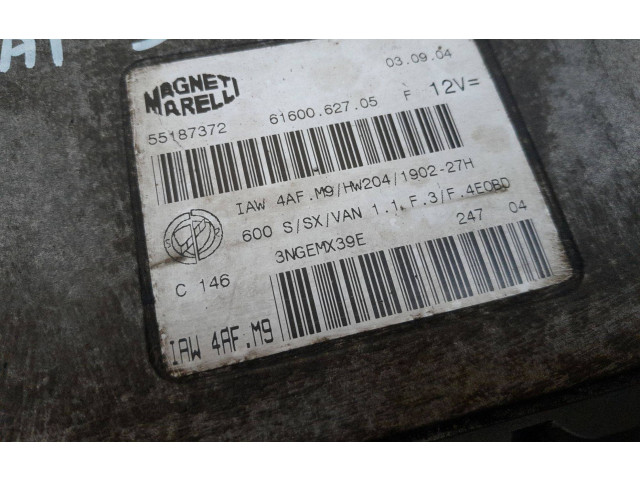 MAGNETI
MARELLI
03.09.04
55187372
61600.627.05
F
12V=
IAW 4AF.M9/HW204/1902-27H
600 S/SX/VAN 1.1 F.3/F.4EOBD
3NGEMX39E
247 04
C 146
IAW 4AF.M9